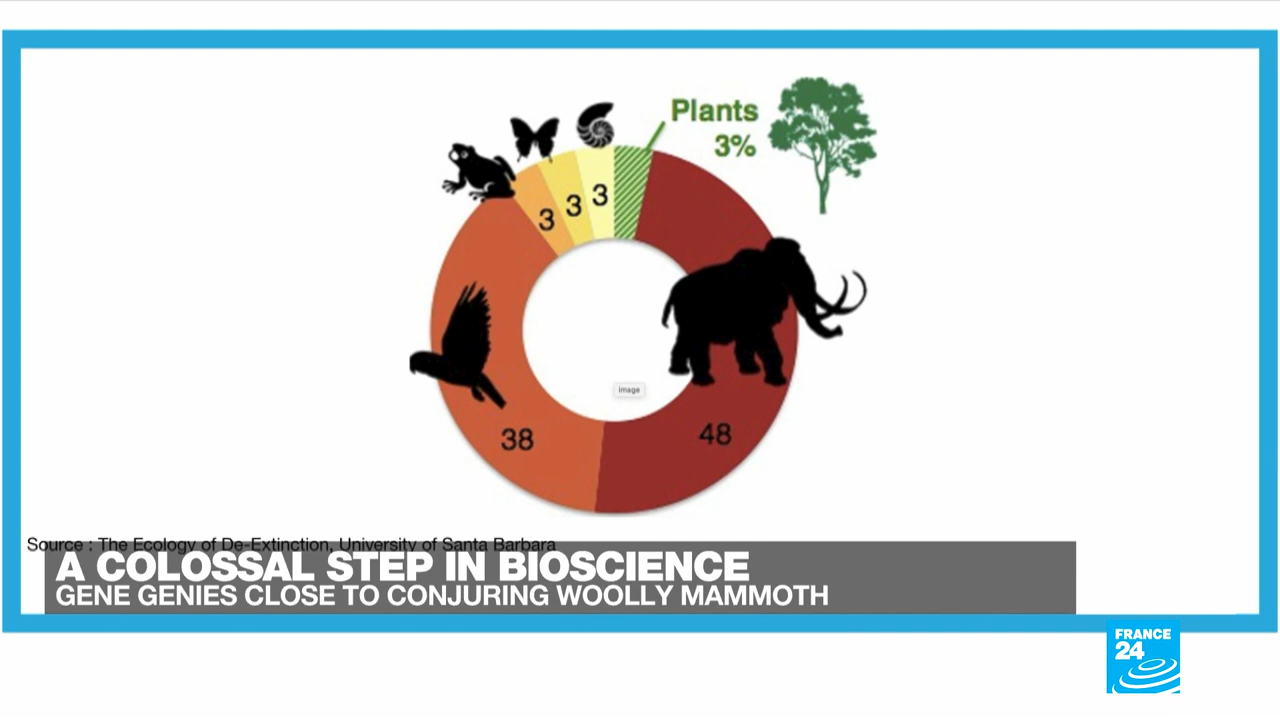 Plants
3%
3
3
3
38
48
image
Source : The Ecology of De-Extinction, University of Santa Barbara
A COLOSSAL STEP IN BIOSCIENCE
GENE GENIES CLOSE TO CONJURING WOOLLY MAMMOTH
FRANCE
24